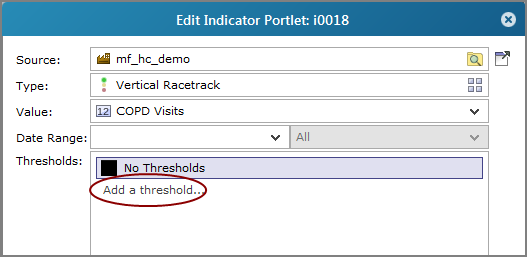 Edit Indicator Portlet: i0018
Source: mf_hc_demo
Type: Vertical Racetrack
Value: 12 COPD Visits
Date Range: All
Thresholds: No Thresholds
Add a threshold...